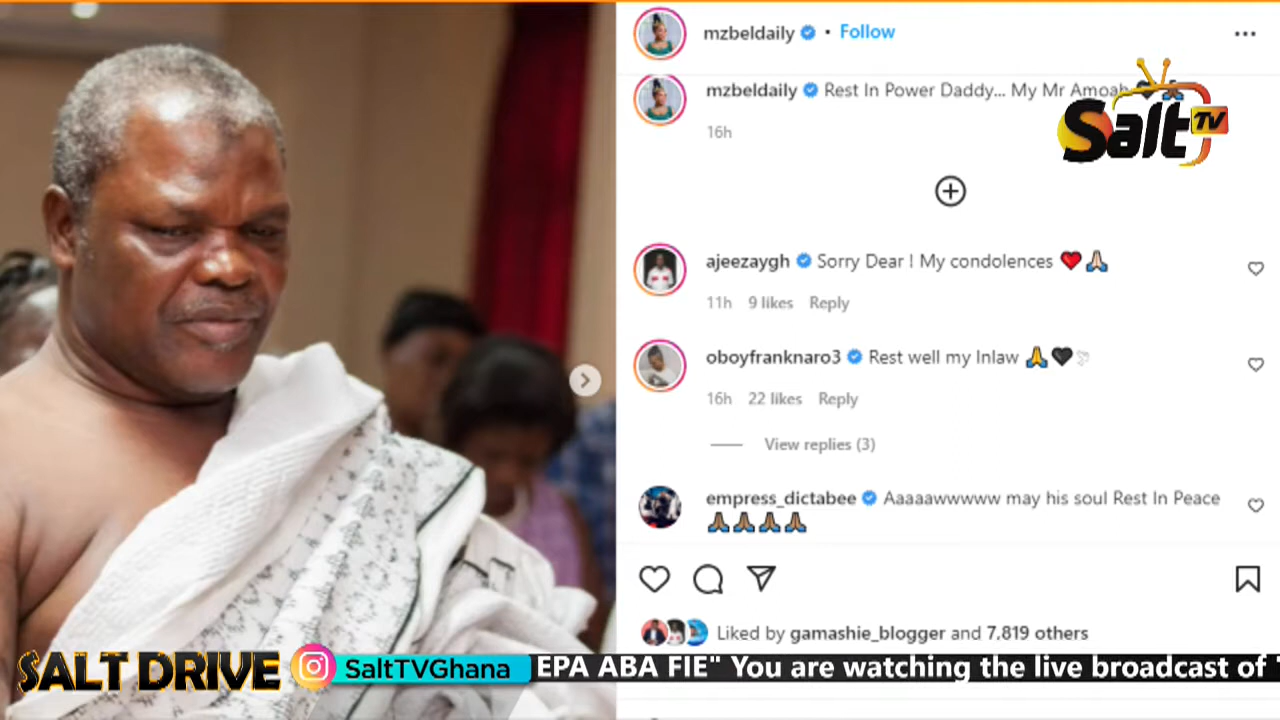 mzbeldaily • Follow
mzbeldaily Rest In Power Daddy... My Mr Amoah
16h
Salt TV
ajeezaygh Sorry Dear ! My condolences ❤️🙏🏽
11h 9 likes Reply
oboyfranknaro3 Rest well my Inlaw 🙏🖤🕊
16h 22 likes Reply
View replies (3)
empress_dictabee Aaaaawwwww may his soul Rest In Peace
🙏🏽🙏🏽🙏🏽🙏🏽
Liked by gamashie_blogger and 7,819 others
SALT DRIVE SaltTVGhana EPA ABA FIE" You are watching the live broadcast of